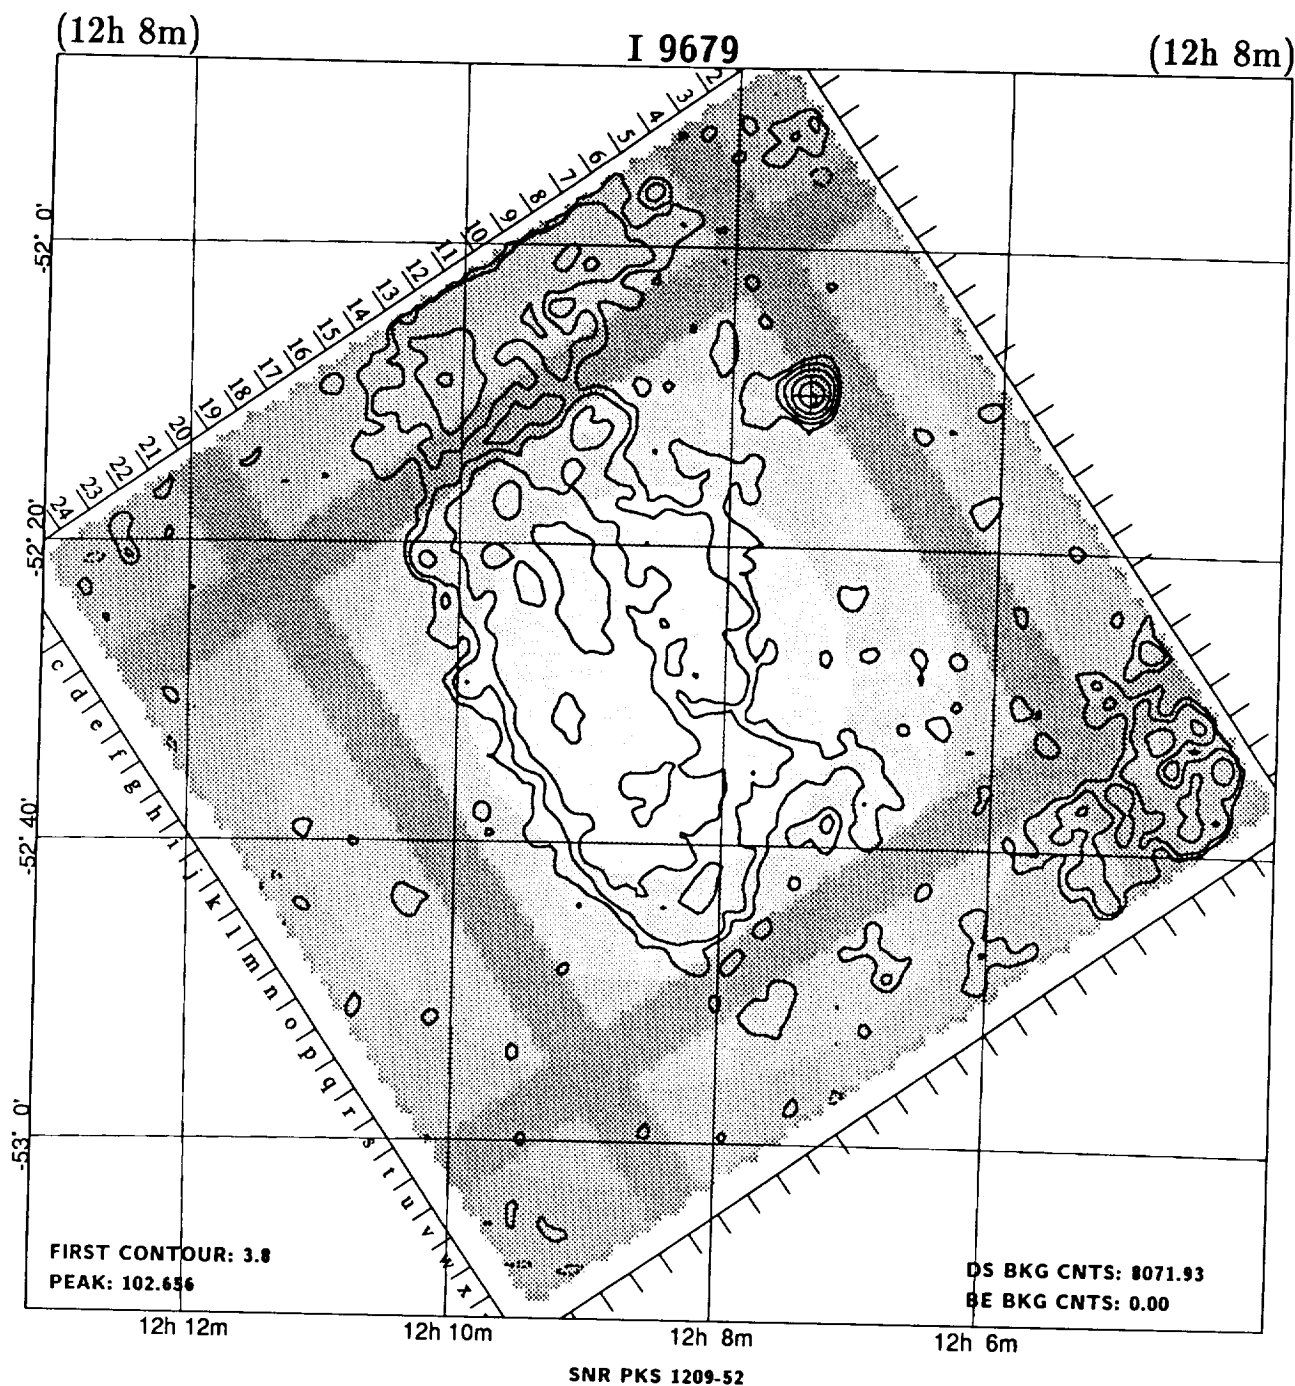 (12h 8m)
I 9679
(12h 8m)
2
3
4
5
6
7
8
9
10
11
12
13
14
15
16
17
18
19
20
21
22
23
24
-52° 0'
-52° 20'
-52° 40'
-53° 0'
c
d
e
f
g
h
i
j
k
l
m
n
o
p
q
r
s
t
u
v
w
x
FIRST CONTOUR: 3.8
PEAK: 102.656
DS BKG CNTS: 8071.93
BE BKG CNTS: 0.00
12h 12m
12h 10m
12h 8m
12h 6m
SNR PKS 1209-52